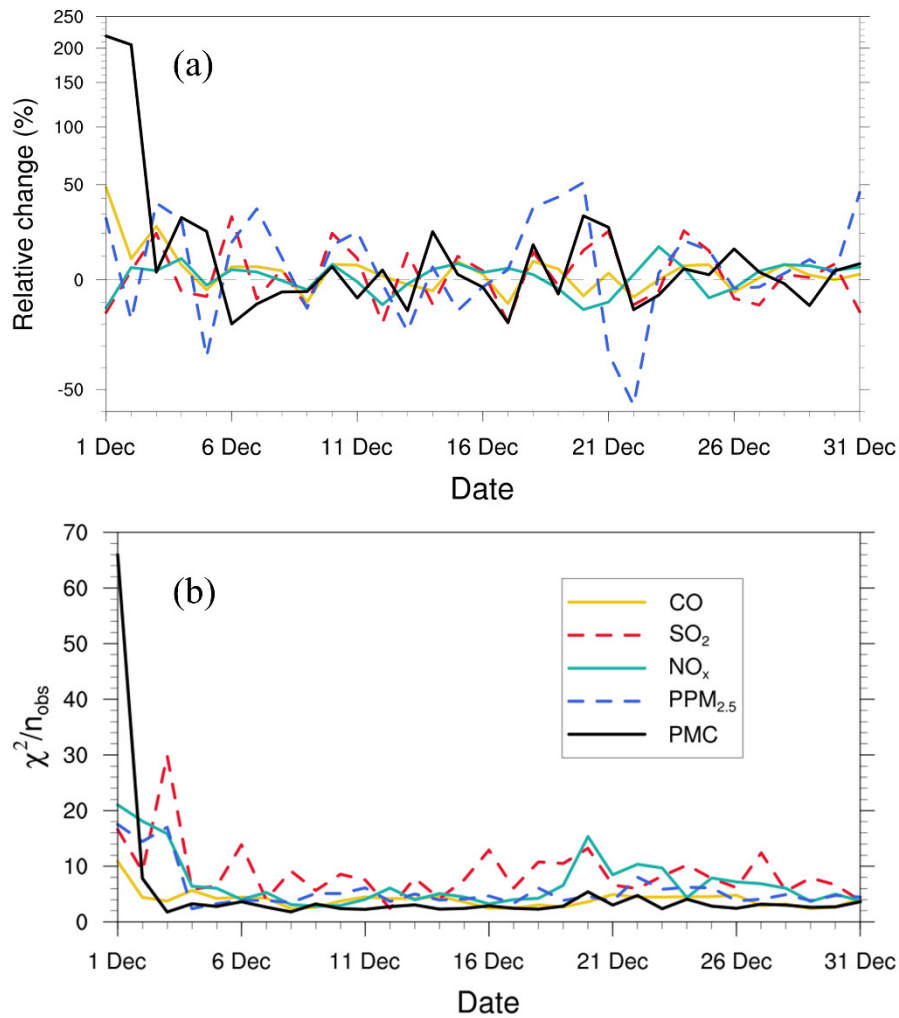 (a)
Relative change (%)
250
200
150
100
50
0
-50
1 Dec 6 Dec 11 Dec 16 Dec 21 Dec 26 Dec 31 Dec
Date
(b)
χ²/nobs
70
60
50
40
30
20
10
0
CO
SO₂
NOₓ
PPM₂.₅
PMC
1 Dec 6 Dec 11 Dec 16 Dec 21 Dec 26 Dec 31 Dec
Date